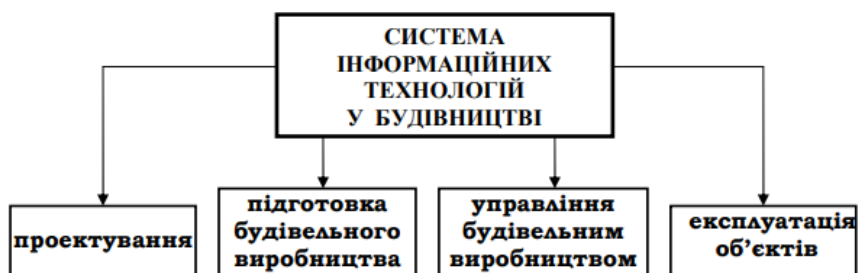 СИСТЕМА
ІНФОРМАЦІЙНИХ
ТЕХНОЛОГІЙ
У БУДІВНИЦТВІ
проектування
підготовка
будівельного
виробництва
управління
будівельним
виробництвом
експлуатація
об’єктів